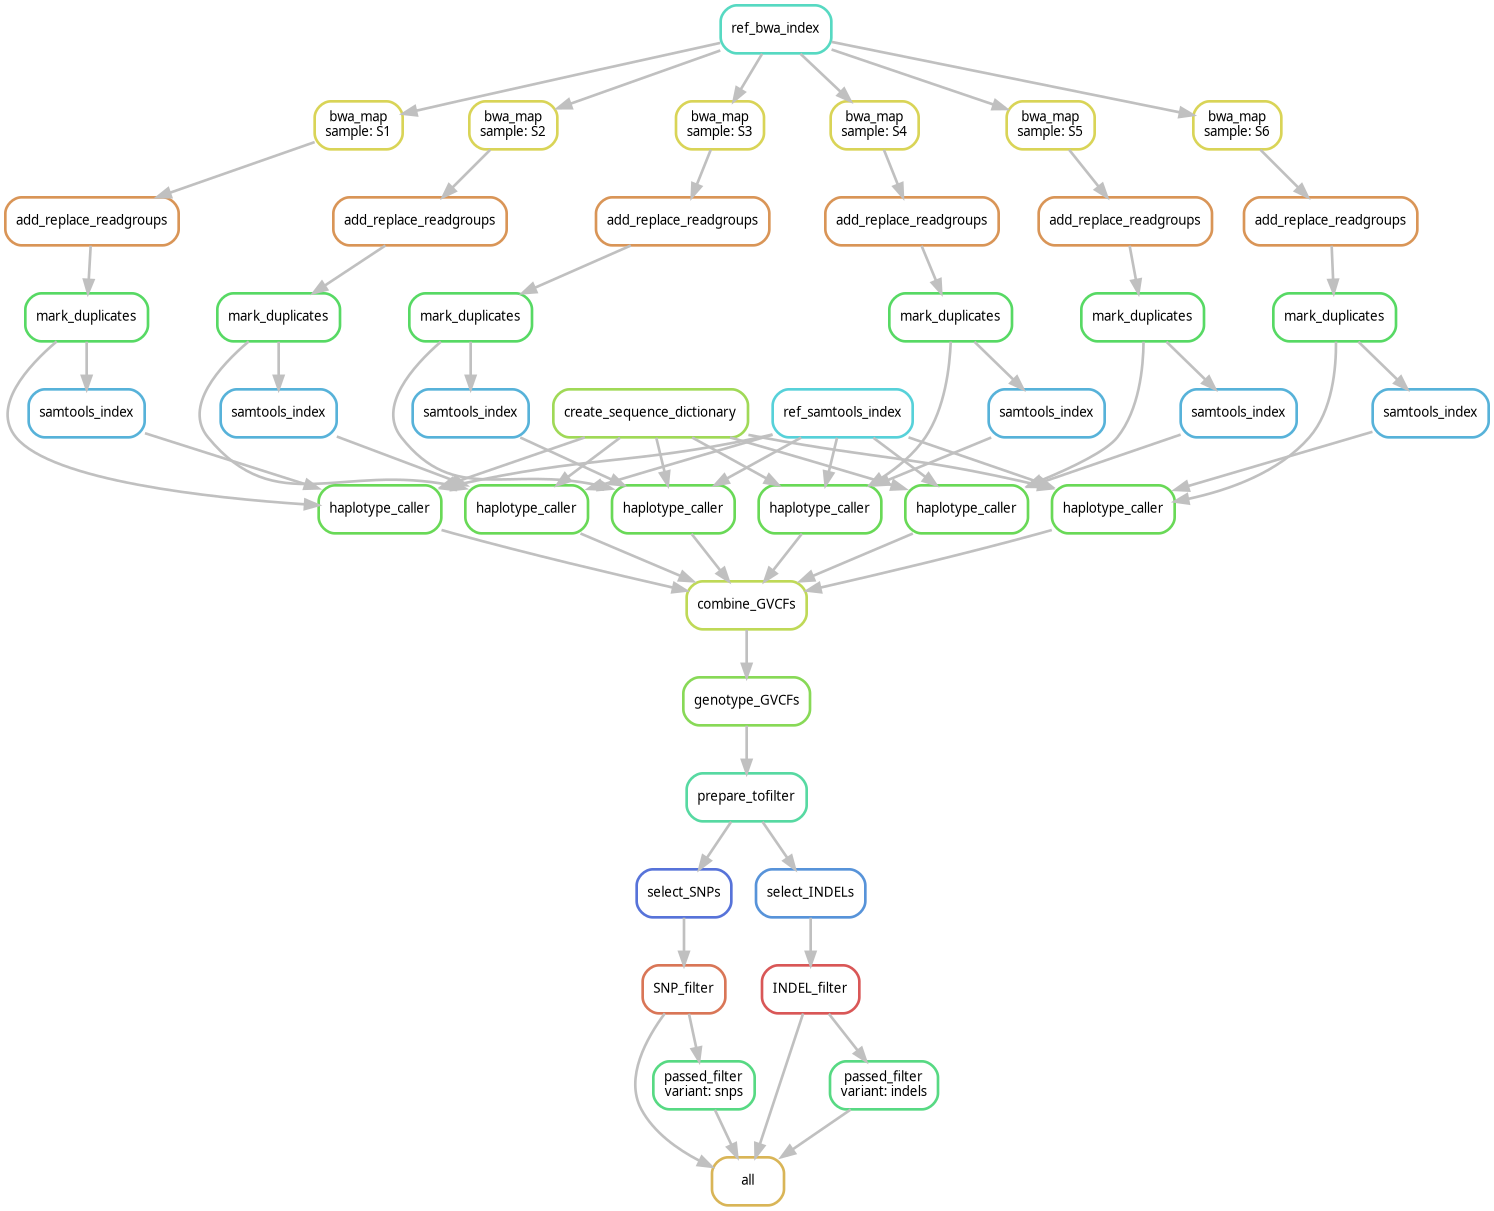 ref_bwa_index
bwa_map
sample: S1
bwa_map
sample: S2
bwa_map
sample: S3
bwa_map
sample: S4
bwa_map
sample: S5
bwa_map
sample: S6
add_replace_readgroups
add_replace_readgroups
add_replace_readgroups
add_replace_readgroups
add_replace_readgroups
add_replace_readgroups
mark_duplicates
mark_duplicates
mark_duplicates
mark_duplicates
mark_duplicates
mark_duplicates
samtools_index
samtools_index
samtools_index
create_sequence_dictionary
ref_samtools_index
samtools_index
samtools_index
samtools_index
haplotype_caller
haplotype_caller
haplotype_caller
haplotype_caller
haplotype_caller
haplotype_caller
combine_GVCFs
genotype_GVCFs
prepare_tofilter
select_SNPs
select_INDELs
SNP_filter
INDEL_filter
passed_filter
variant: snps
passed_filter
variant: indels
all